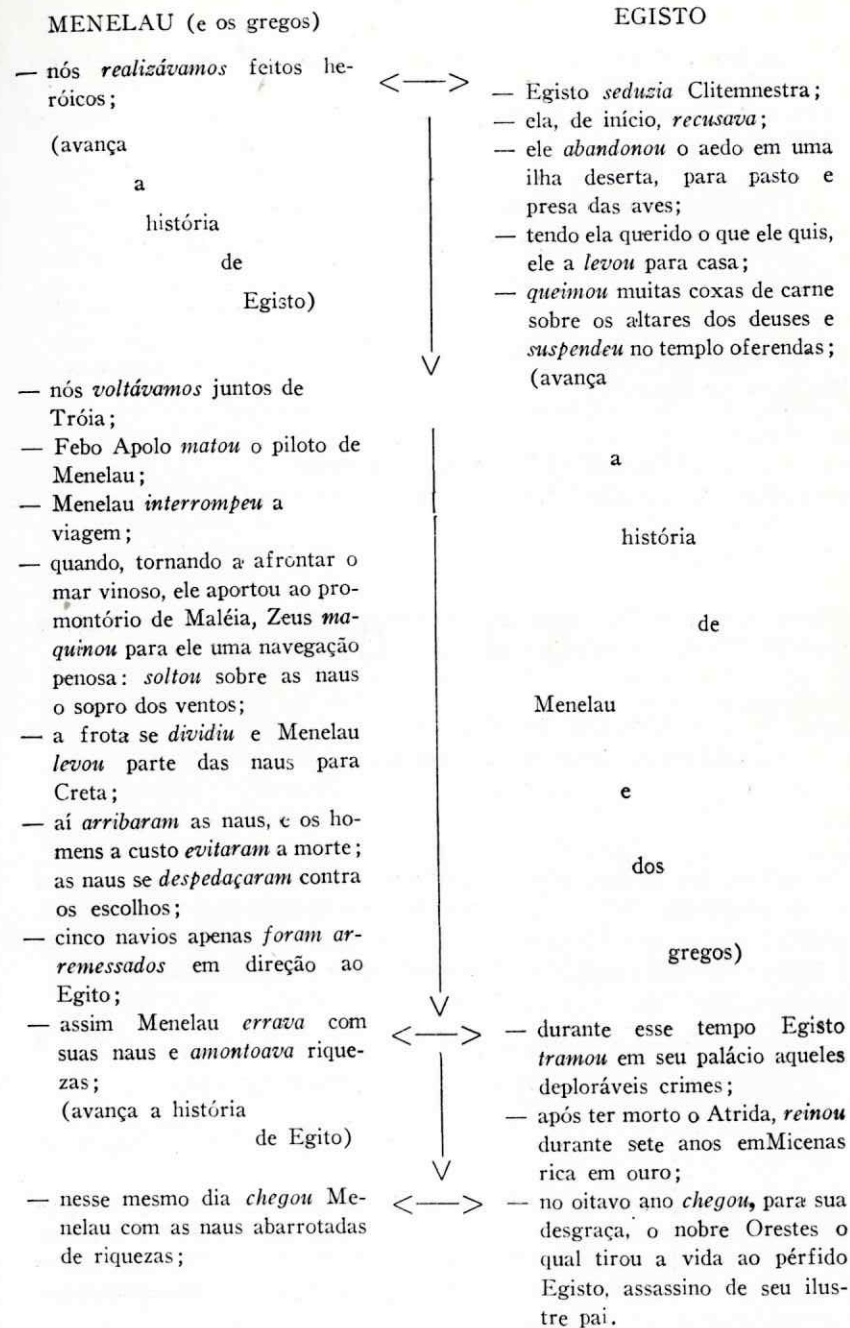 MENELAU (e os gregos)
— nós realizávamos feitos he-
róicos;
(avança
a
história
de
Egisto)
— nós voltávamos juntos de
Tróia;
— Febo Apolo matou o piloto de
Menelau;
— Menelau interrompeu a
viagem;
— quando, tornando a afrontar o
mar vinoso, ele aportou ao pro-
montório de Maléia, Zeus ma-
quinou para ele uma navegação
penosa: soltou sobre as naus
o sopro dos ventos;
— a frota se dividiu e Menelau
levou parte das naus para
Creta;
— aí arribaram as naus, e os ho-
mens a custo evitaram a morte;
as naus se despedaçaram contra
os escolhos;
— cinco navios apenas foram ar-
remessados em direção ao
Egito;
— assim Menelau errava com
suas naus e amontoava rique-
zas;
(avança a história
de Egito)
— nesse mesmo dia chegou Me-
nelau com as naus abarrotadas
de riquezas;
EGISTO
— Egisto seduzia Clitemnestra;
— ela, de início, recusava;
— ele abandonou o aedo em uma
ilha deserta, para pasto e
presa das aves;
— tendo ela querido o que ele quis,
ele a levou para casa;
— queimou muitas coxas de carne
sobre os altares dos deuses e
suspendeu no templo oferendas;
(avança
a
história
de
Menelau
e
dos
gregos)
— durante esse tempo Egisto
tramou em seu palácio aqueles
deploráveis crimes;
— após ter morto o Atrida, reinou
durante sete anos emMicenas
rica em ouro;
— no oitavo ano chegou, para sua
desgraça, o nobre Orestes o
qual tirou a vida ao pérfido
Egisto, assassino de seu ilus-
tre pai.